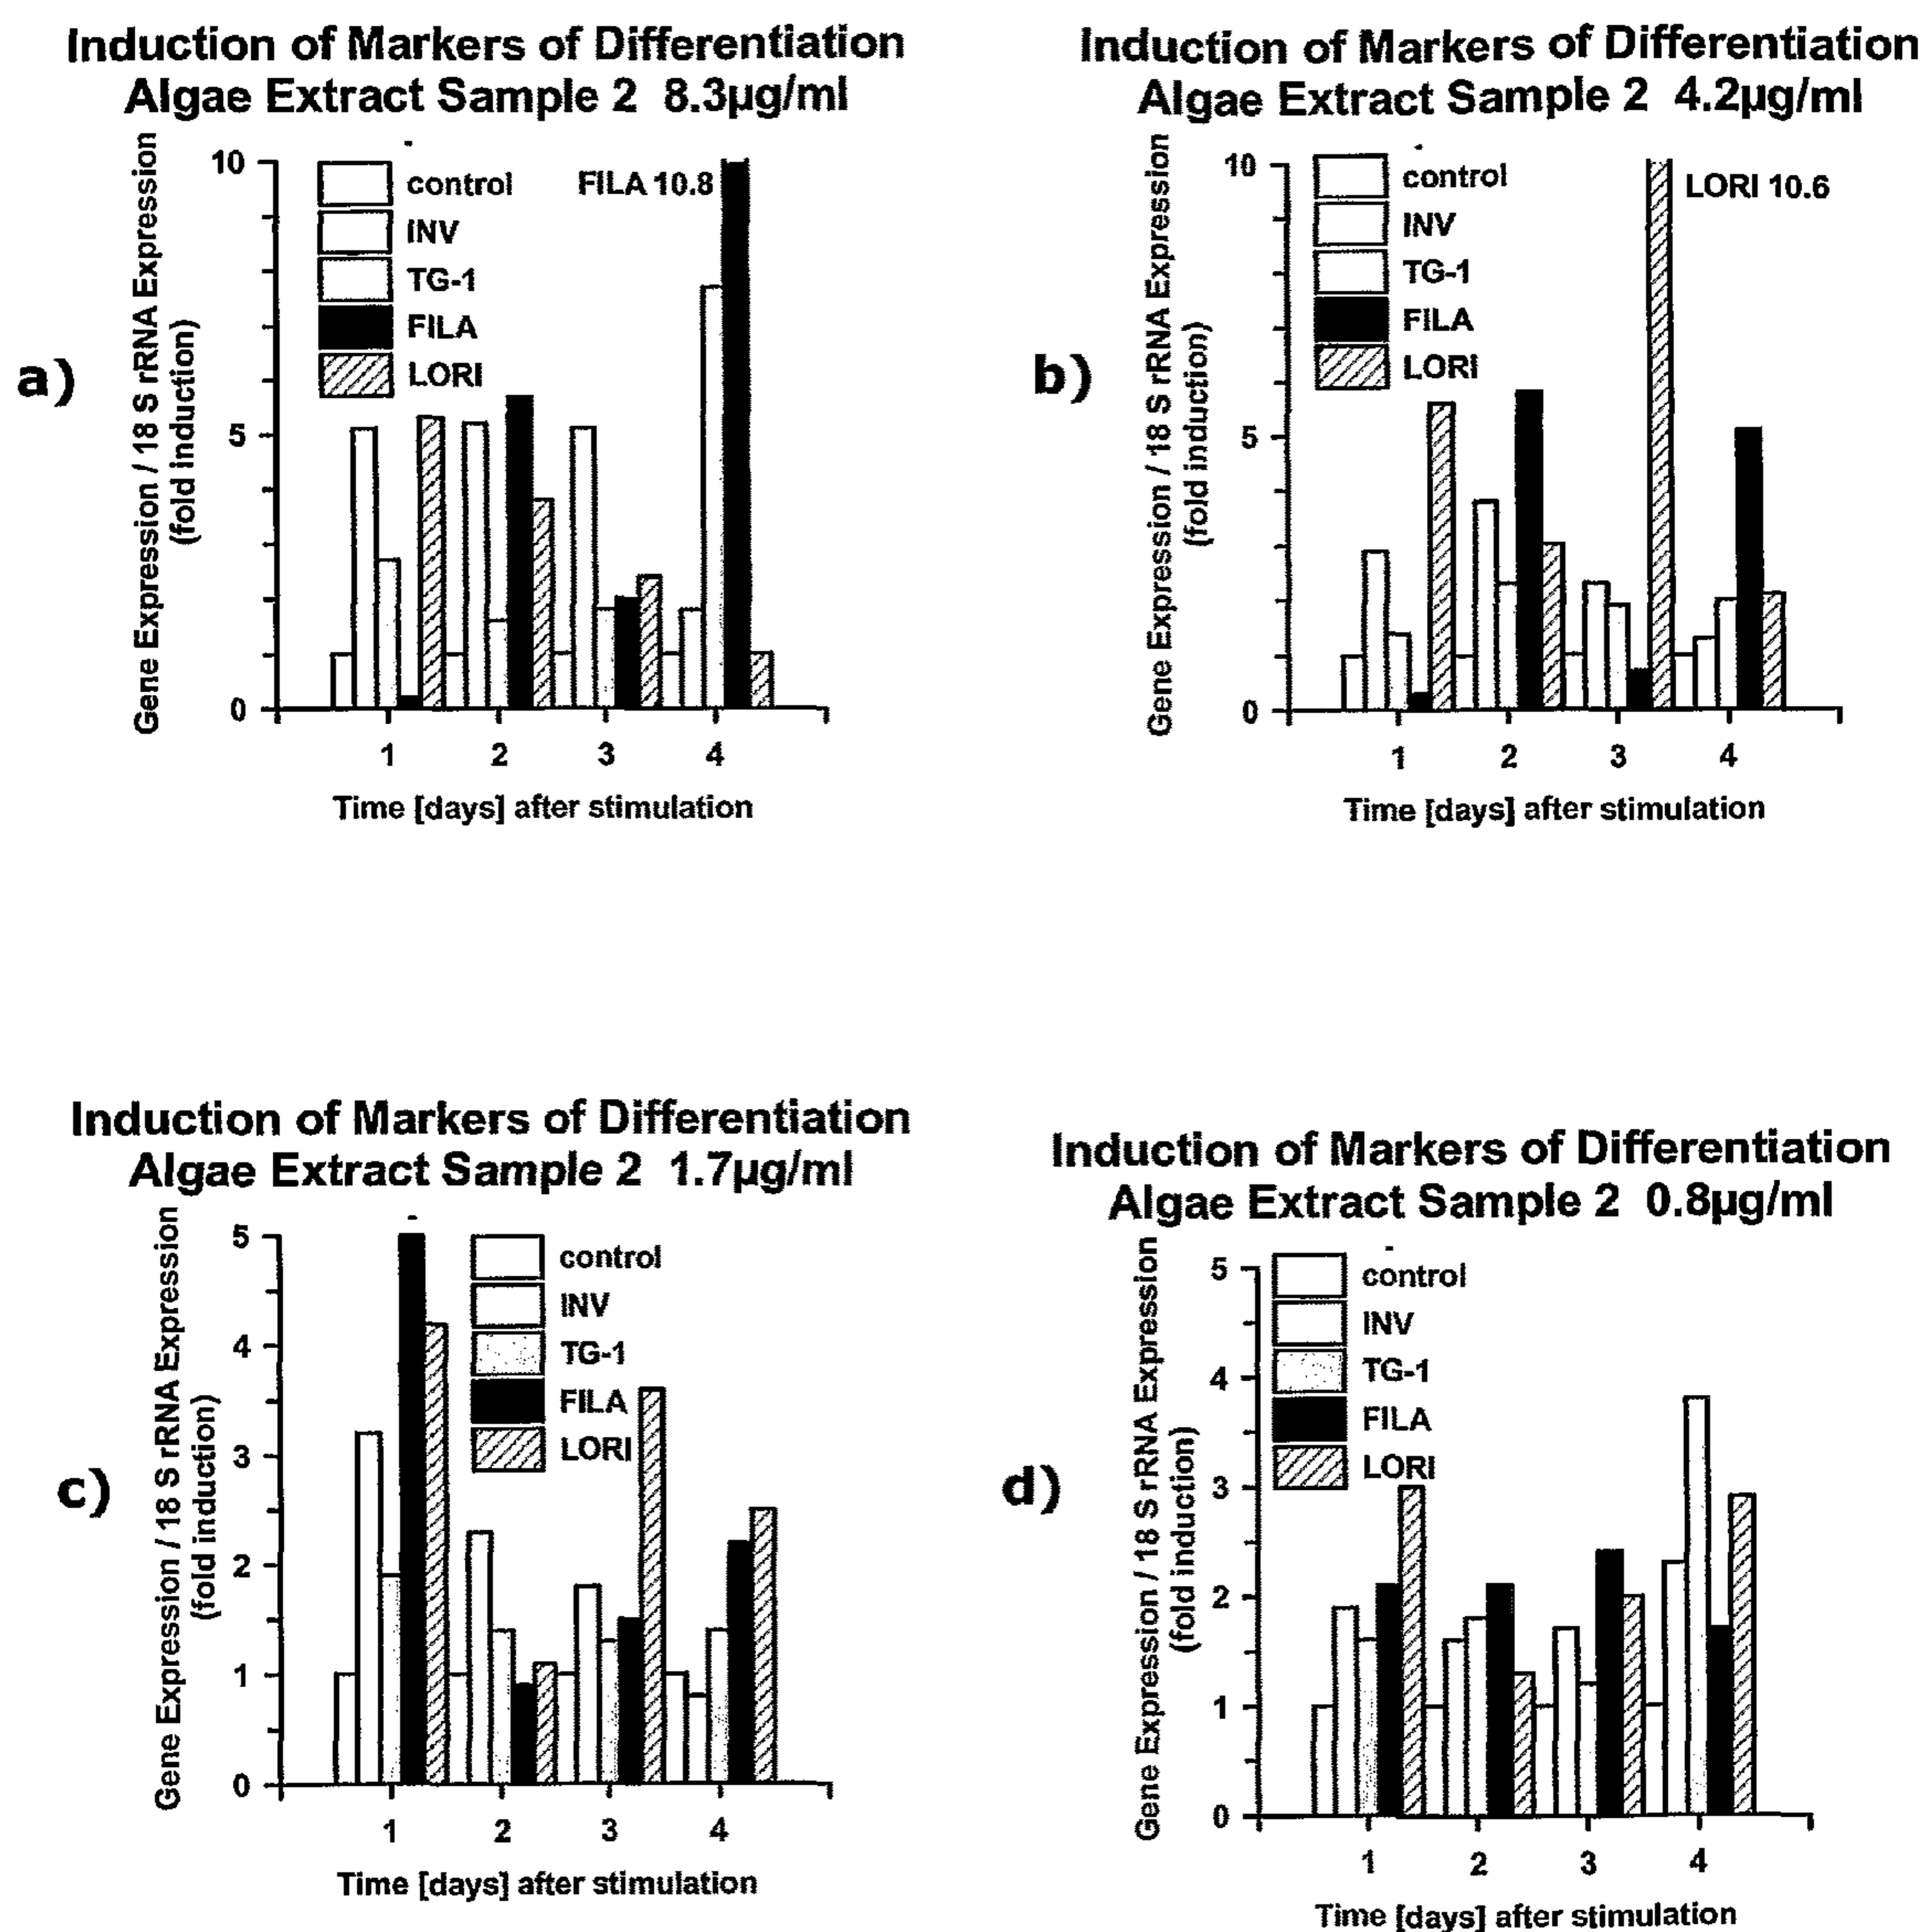 Induction of Markers of Differentiation
Algae Extract Sample 2 8.3µg/ml
a)
Gene Expression / 18 S rRNA Expression
(fold induction)
10
5
0
control
INV
TG-1
FILA
LORI
FILA 10.8
1 2 3 4
Time [days] after stimulation
Induction of Markers of Differentiation
Algae Extract Sample 2 4.2µg/ml
b)
Gene Expression / 18 S rRNA Expression
(fold induction)
10
5
0
control
INV
TG-1
FILA
LORI
LORI 10.6
1 2 3 4
Time [days] after stimulation
Induction of Markers of Differentiation
Algae Extract Sample 2 1.7µg/ml
c)
Gene Expression / 18 S rRNA Expression
(fold induction)
5
4
3
2
1
0
control
INV
TG-1
FILA
LORI
1 2 3 4
Time [days] after stimulation
Induction of Markers of Differentiation
Algae Extract Sample 2 0.8µg/ml
d)
Gene Expression / 18 S rRNA Expression
(fold induction)
5
4
3
2
1
0
control
INV
TG-1
FILA
LORI
1 2 3 4
Time [days] after stimulation